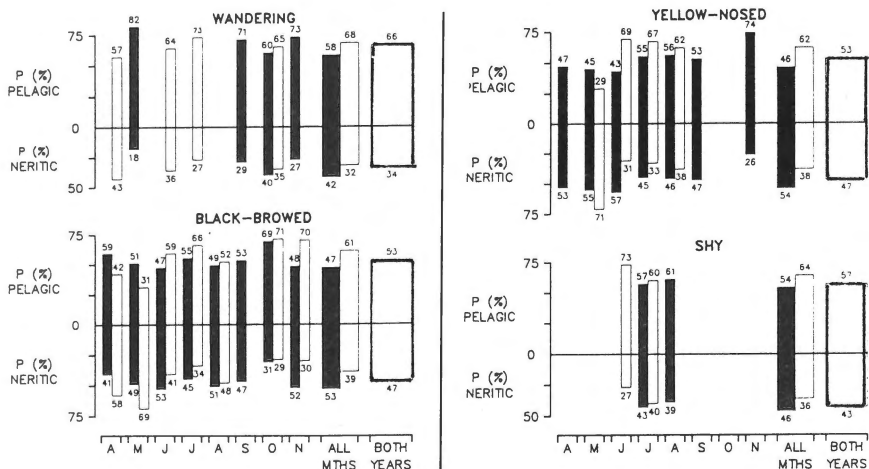 WANDERING
75
P (%)
PELAGIC
0
P (%)
NERITIC
50
57 82 64 73 71 60 65 73 58 68 66
43 18 36 27 29 40 35 27 42 32 34
BLACK-BROWED
75
P (%)
PELAGIC
0
P (%)
NERITIC
75
59 42 51 31 47 59 55 66 49 52 53 69 71 48 70 47 61 53
41 58 49 69 53 41 45 34 51 48 47 31 29 52 30 53 39 47
A M J J A S O N ALL BOTH
MTHS YEARS
YELLOW-NOSED
75
P (%)
PELAGIC
0
P (%)
NERITIC
75
47 45 29 43 69 55 67 56 62 53 74 46 62 53
53 55 71 57 31 45 33 46 38 47 26 54 38 47
SHY
75
P (%)
PELAGIC
0
P (%)
NERITIC
50
73 57 60 61 54 64 57
27 43 40 39 46 36 43
A M J J A S O N ALL BOTH
MTHS YEARS